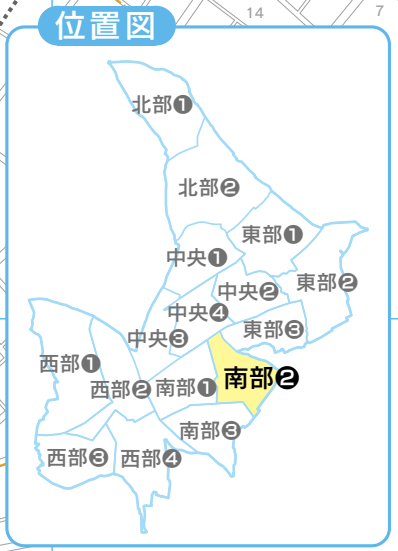 14
7
位置図
北部❶
北部❷
東部❶
中央❶
東部❷
中央❷
中央❹
東部❸
中央❸
西部❶
南部❷
西部❷
南部❶
南部❸
西部❸
西部❹